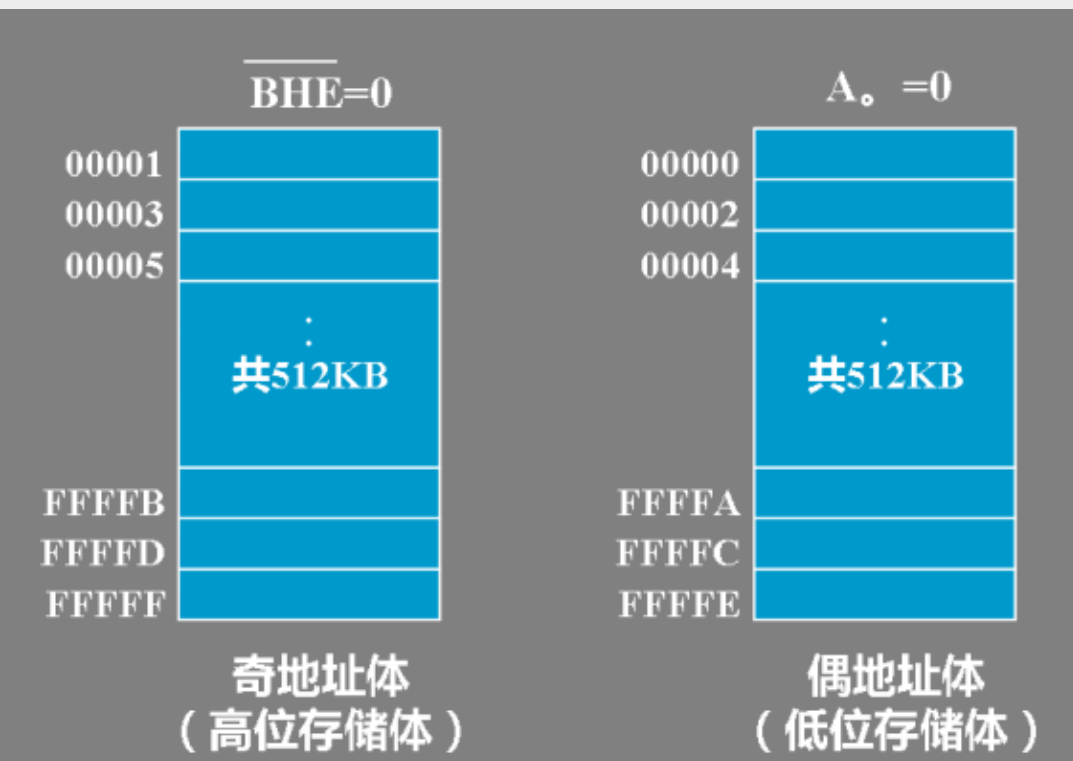 BHE=0
00001
00003
00005
:
共512KB
FFFFB
FFFFD
FFFFF
奇地址体
（高位存储体）
A。=0
00000
00002
00004
:
共512KB
FFFFA
FFFFC
FFFFE
偶地址体
（低位存储体）